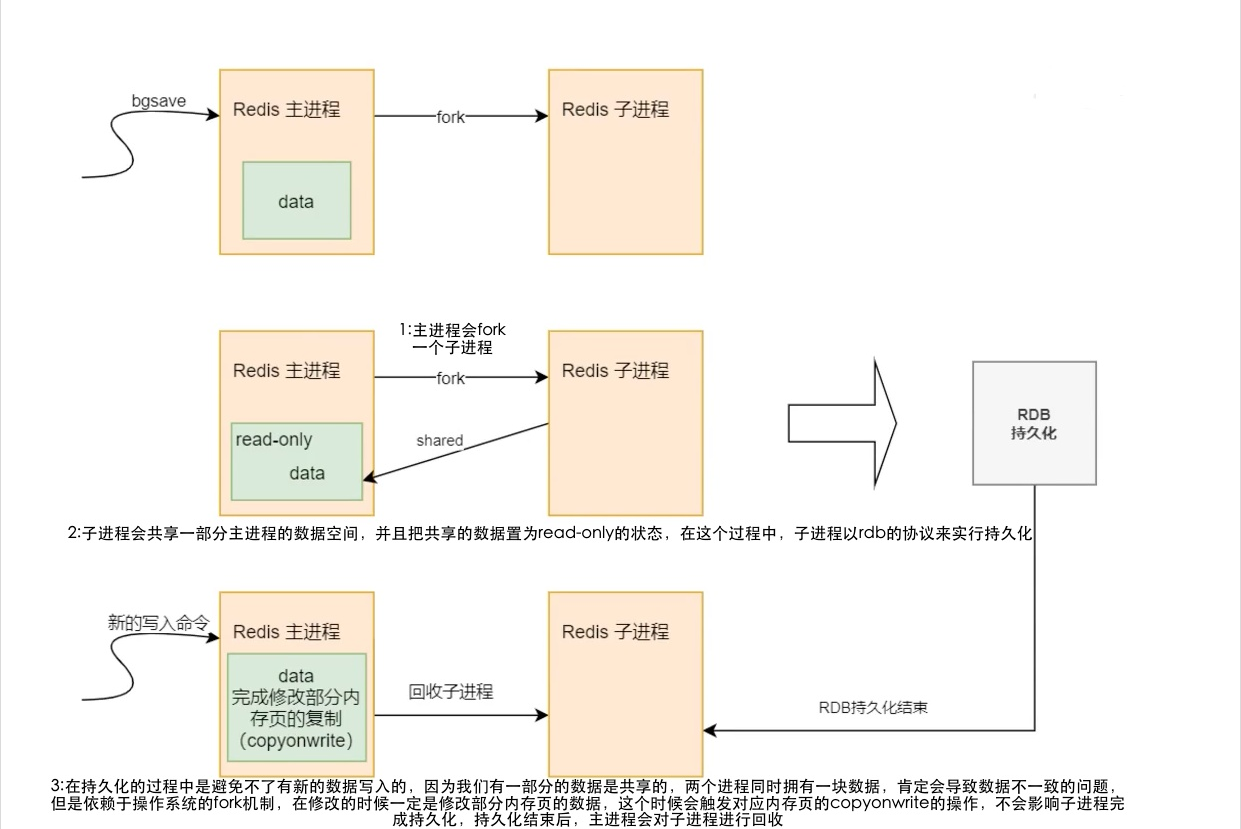 bgsave
Redis 主进程
fork
Redis 子进程
data
1:主进程会fork
一个子进程
Redis 主进程
fork
Redis 子进程
read-only
data
shared
RDB
持久化
2:子进程会共享一部分主进程的数据空间，并且把共享的数据置为read-only的状态，在这个过程中，子进程以rdb的协议来实行持久化
新的写入命令
Redis 主进程
Redis 子进程
data
完成修改部分内
存页的复制
（copyonwrite）
回收子进程
RDB持久化结束
3:在持久化的过程中是避免不了有新的数据写入的，因为我们有一部分的数据是共享的，两个进程同时拥有一块数据，肯定会导致数据不一致的问题，
但是依赖于操作系统的fork机制，在修改的时候一定是修改部分内存页的数据，这个时候会触发对应内存页的copyonwrite的操作，不会影响子进程完
成持久化，持久化结束后，主进程会对子进程进行回收